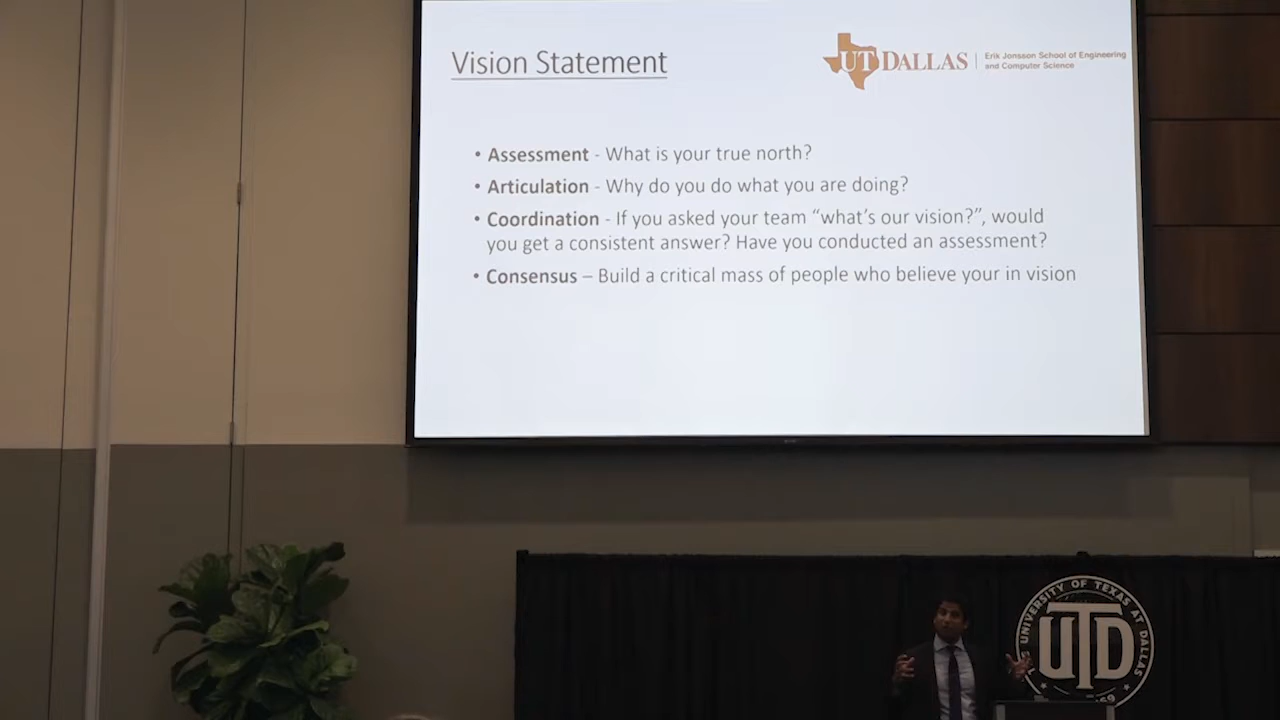 Vision Statement
UT DALLAS
Erik Jonsson School of Engineering
and Computer Science
• Assessment - What is your true north?
• Articulation - Why do you do what you are doing?
• Coordination - If you asked your team “what’s our vision?”, would
you get a consistent answer? Have you conducted an assessment?
• Consensus – Build a critical mass of people who believe your in vision
UNIVERSITY OF TEXAS AT DALLAS
UTD
69